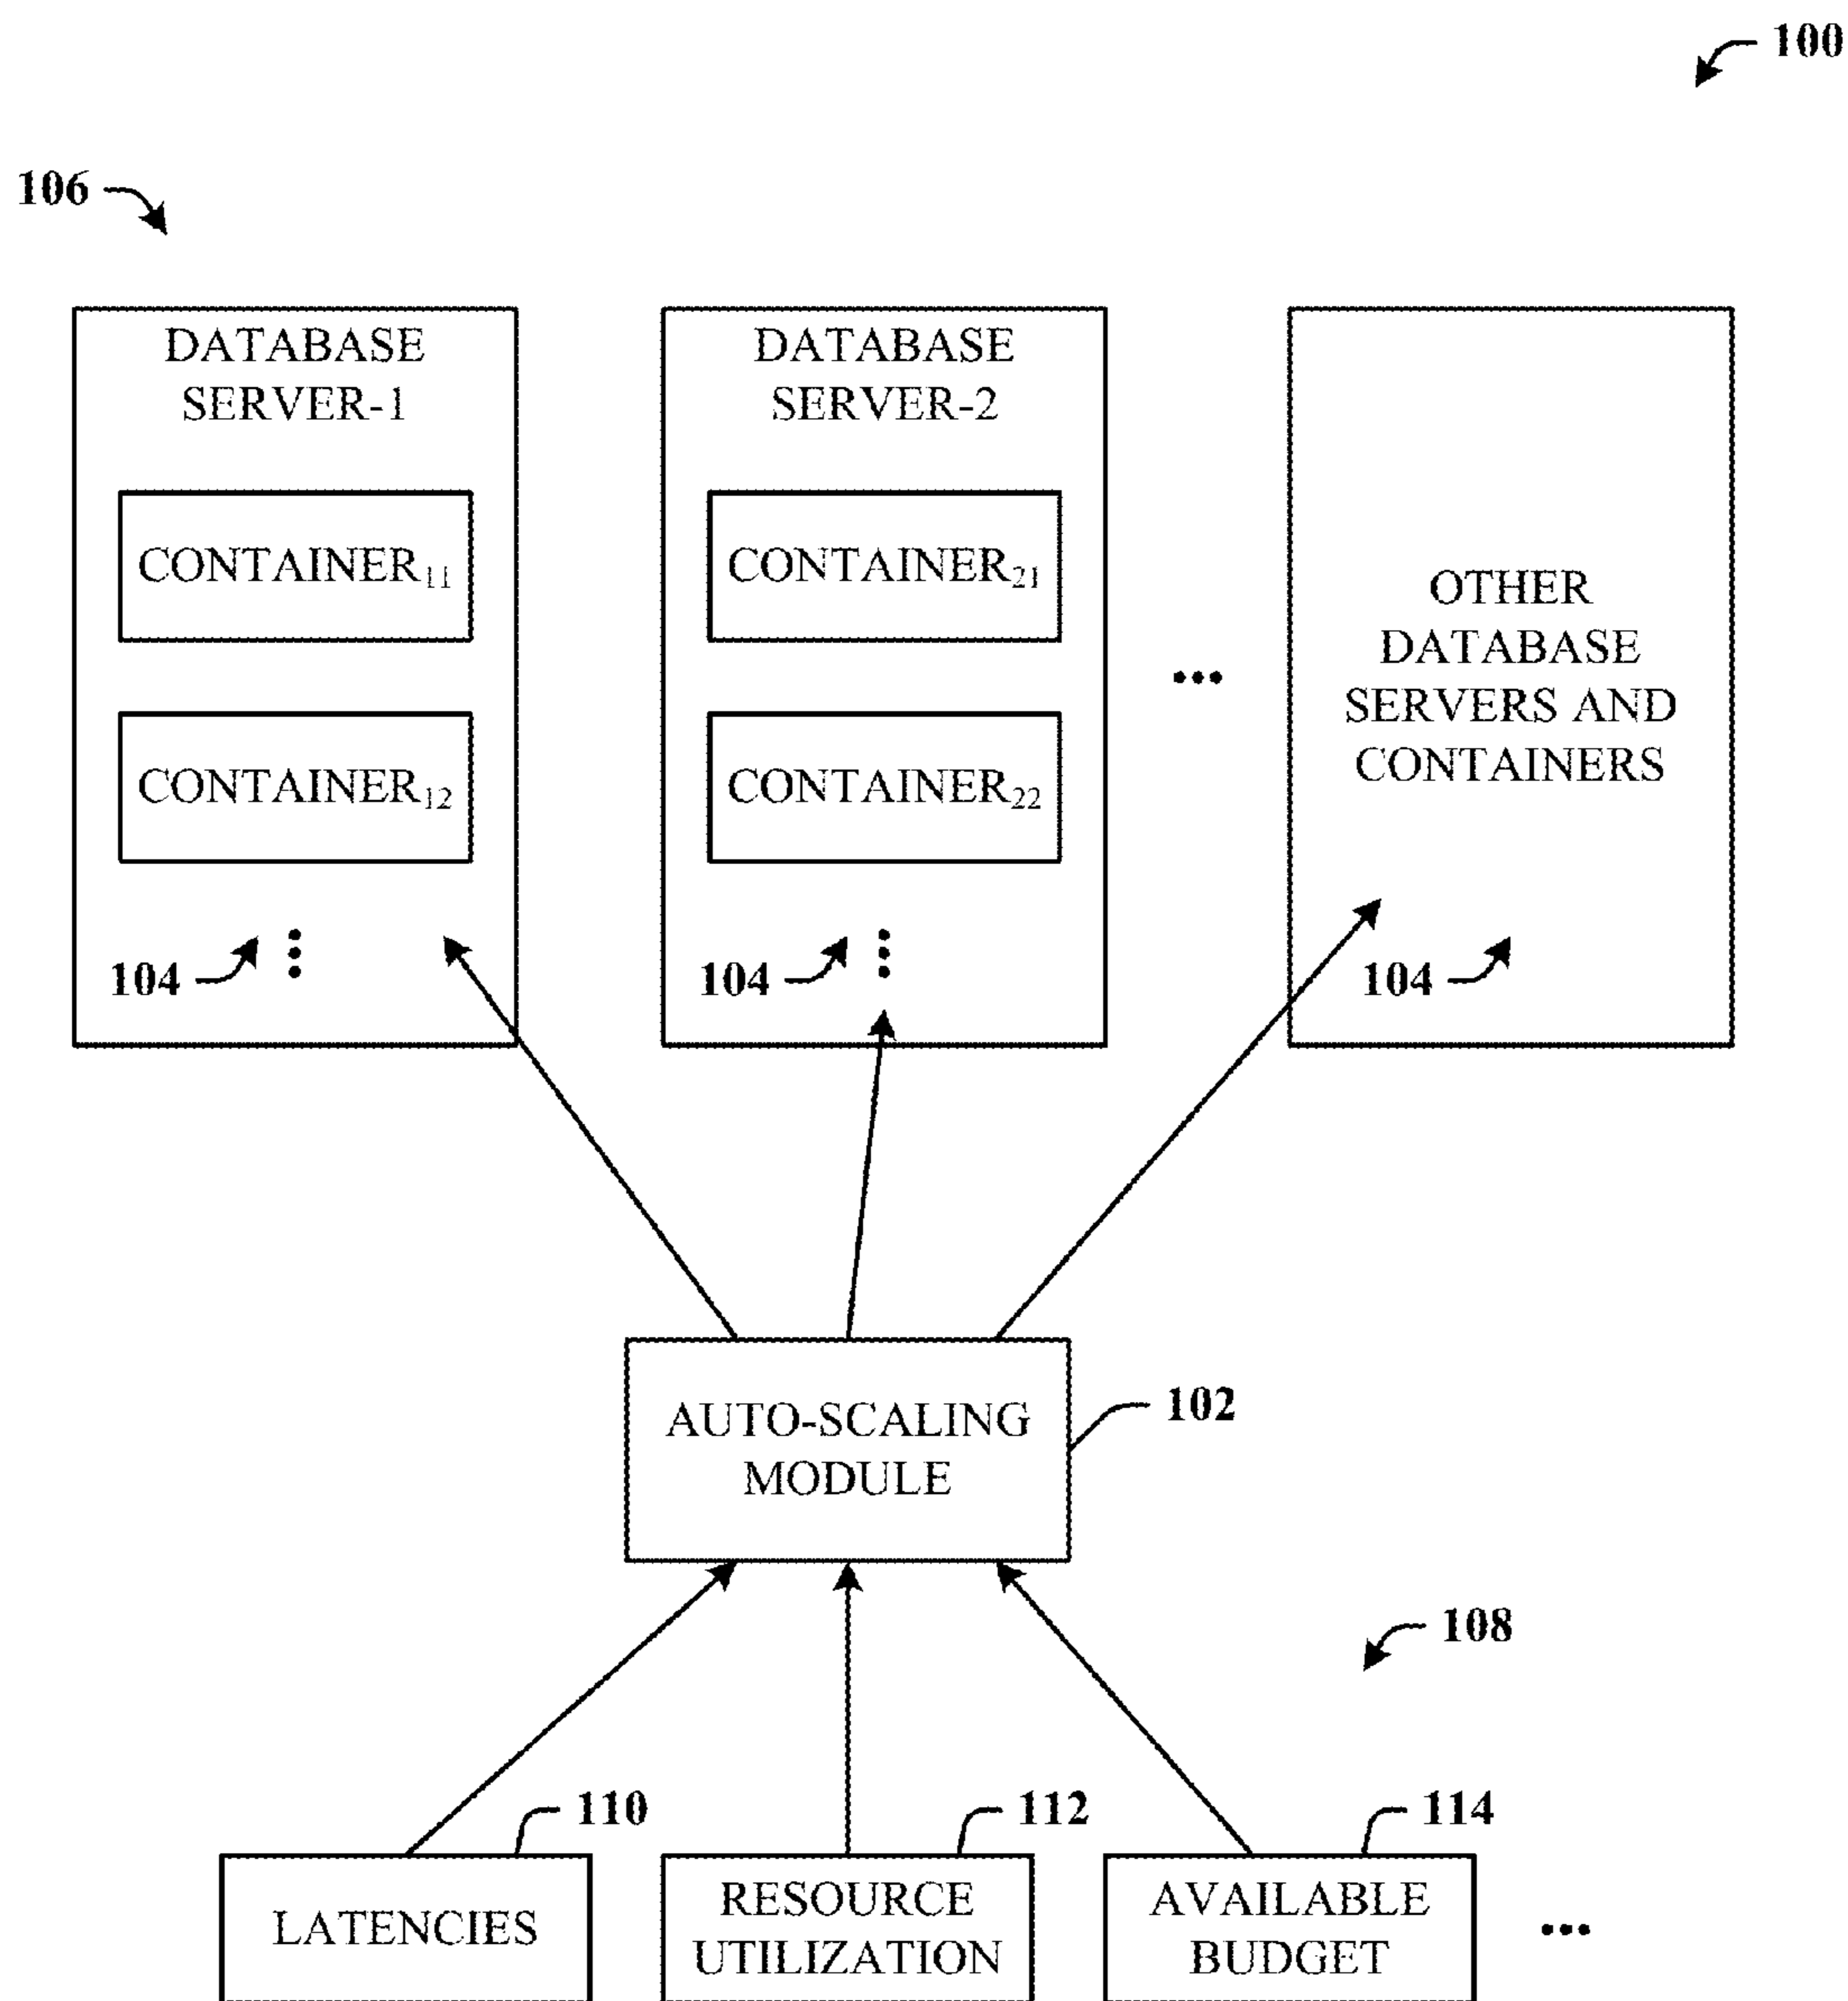 100
106
DATABASE
SERVER-1
CONTAINER₁₁
CONTAINER₁₂
104
DATABASE
SERVER-2
CONTAINER₂₁
CONTAINER₂₂
104
...
OTHER
DATABASE
SERVERS AND
CONTAINERS
104
AUTO-SCALING
MODULE
102
108
110
LATENCIES
112
RESOURCE
UTILIZATION
114
AVAILABLE
BUDGET
...